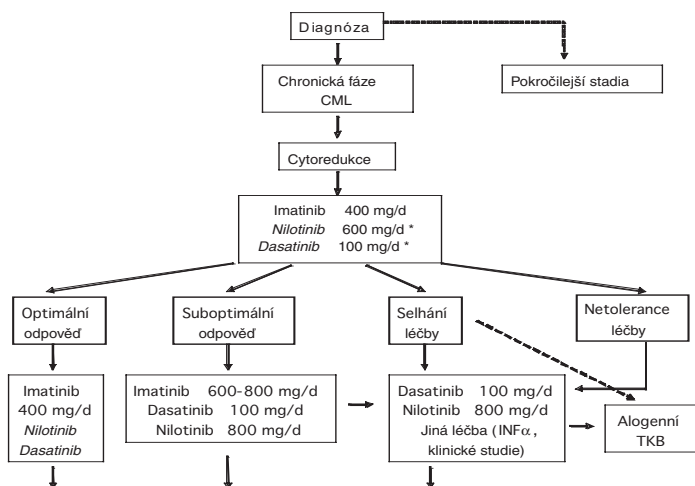 Diagnóza
Chronická fáze
CML
Pokročilejší stadia
Cytoredukce
Imatinib 400 mg/d
Nilotinib 600 mg/d *
Dasatinib 100 mg/d *
Optimální
odpověď
Suboptimální
odpověď
Selhání
léčby
Netolerance
léčby
Imatinib
400 mg/d
Nilotinib
Dasatinib
Imatinib 600-800 mg/d
Dasatinib 100 mg/d
Nilotinib 800 mg/d
Dasatinib 100 mg/d
Nilotinib 800 mg/d
Jiná léčba (INFα,
klinické studie)
Alogenní
TKB